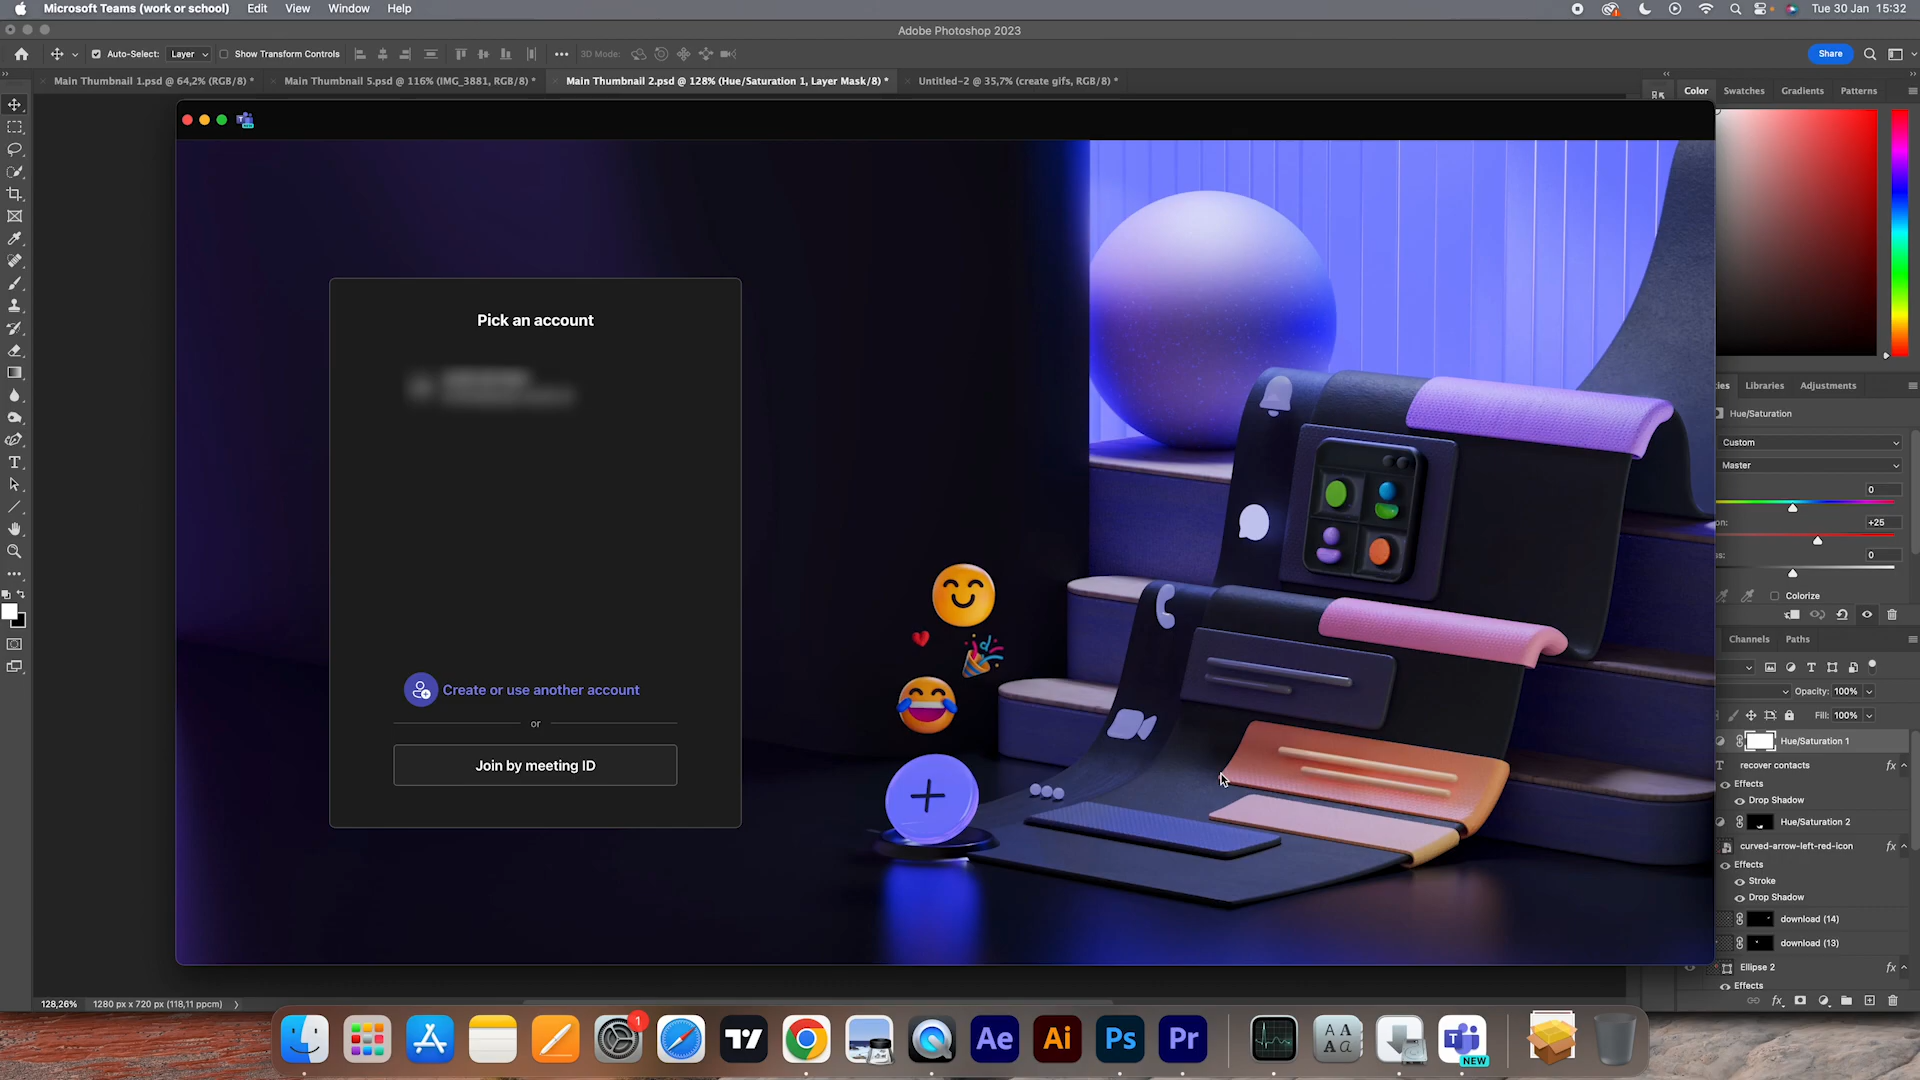 Microsoft Teams (work or school) Edit View Window Help Tue 30 Jan 15:32
Adobe Photoshop 2023
Auto-Select: Layer Show Transform Controls 3D Mode: Share
Main Thumbnail 1.psd @ 64,2% (RGB/8) * Main Thumbnail 5.psd @ 116% (IMG_3881, RGB/8) * Main Thumbnail 2.psd @ 128% (Hue/Saturation 1, Layer Mask/8) * Untitled-2 @ 35,7% (create gifs, RGB/8) *
Color Swatches Gradients Patterns
Pick an account
Create or use another account
or
Join by meeting ID
ties Libraries Adjustments
Hue/Saturation
Custom
Master
0
on: +25
ss: 0
Colorize
Channels Paths
Opacity: 100%
Fill: 100%
Hue/Saturation 1
recover contacts fx
Effects
Drop Shadow
Hue/Saturation 2
curved-arrow-left-red-icon fx
Effects
Stroke
Drop Shadow
download (14)
download (13)
Ellipse 2 fx
Effects
128,26% 1280 px x 720 px (118,11 ppcm)
1
Ae Ai Ps Pr
NEW